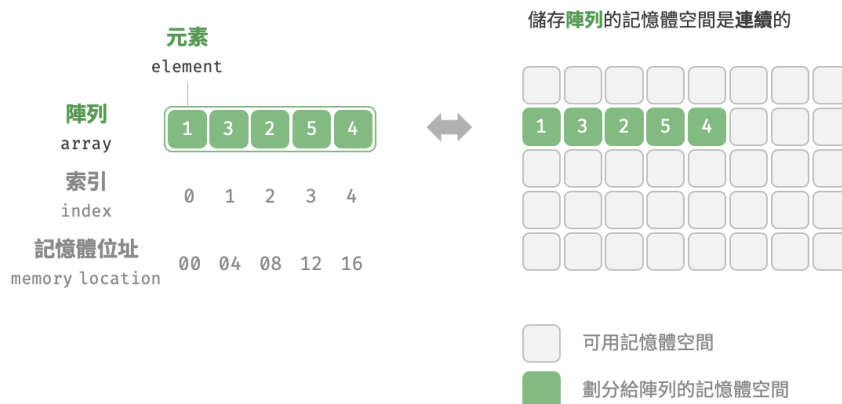 元素
element
陣列
array
1 3 2 5 4
索引
index
0 1 2 3 4
記憶體位址
memory location
00 04 08 12 16
儲存陣列的記憶體空間是連續的
1 3 2 5 4
可用記憶體空間
劃分給陣列的記憶體空間